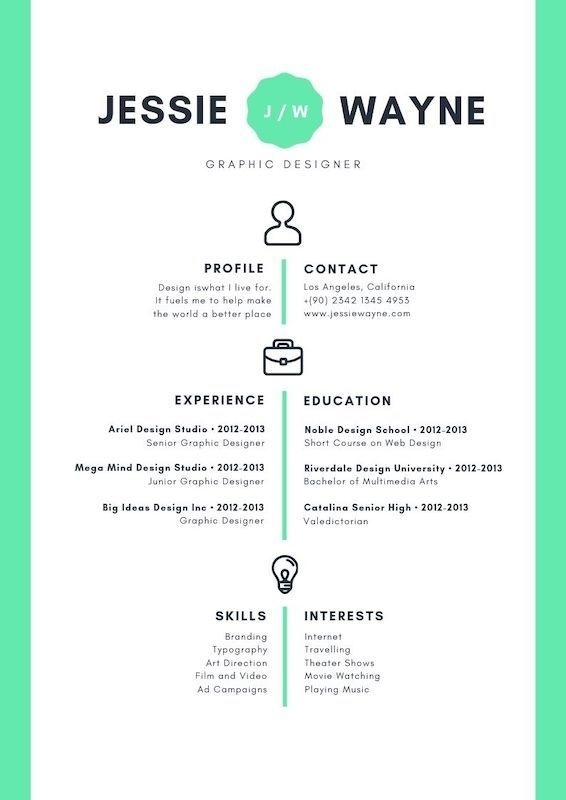 JESSIE J / W WAYNE
GRAPHIC DESIGNER
PROFILE
Design iswhat I live for.
It fuels me to help make
the world a better place
CONTACT
Los Angeles, California
+(90) 2342 1345 4953
www.jessiewayne.com
EXPERIENCE
Ariel Design Studio • 2012-2013
Senior Graphic Designer
Mega Mind Design Studio • 2012-2013
Junior Graphic Designer
Big Ideas Design Inc • 2012-2013
Graphic Designer
EDUCATION
Noble Design School • 2012-2013
Short Course on Web Design
Riverdale Design University • 2012-2013
Bachelor of Multimedia Arts
Catalina Senior High • 2012-2013
Valedictorian
SKILLS
Branding
Typography
Art Direction
Film and Video
Ad Campaigns
INTERESTS
Internet
Travelling
Theater Shows
Movie Watching
Playing Music